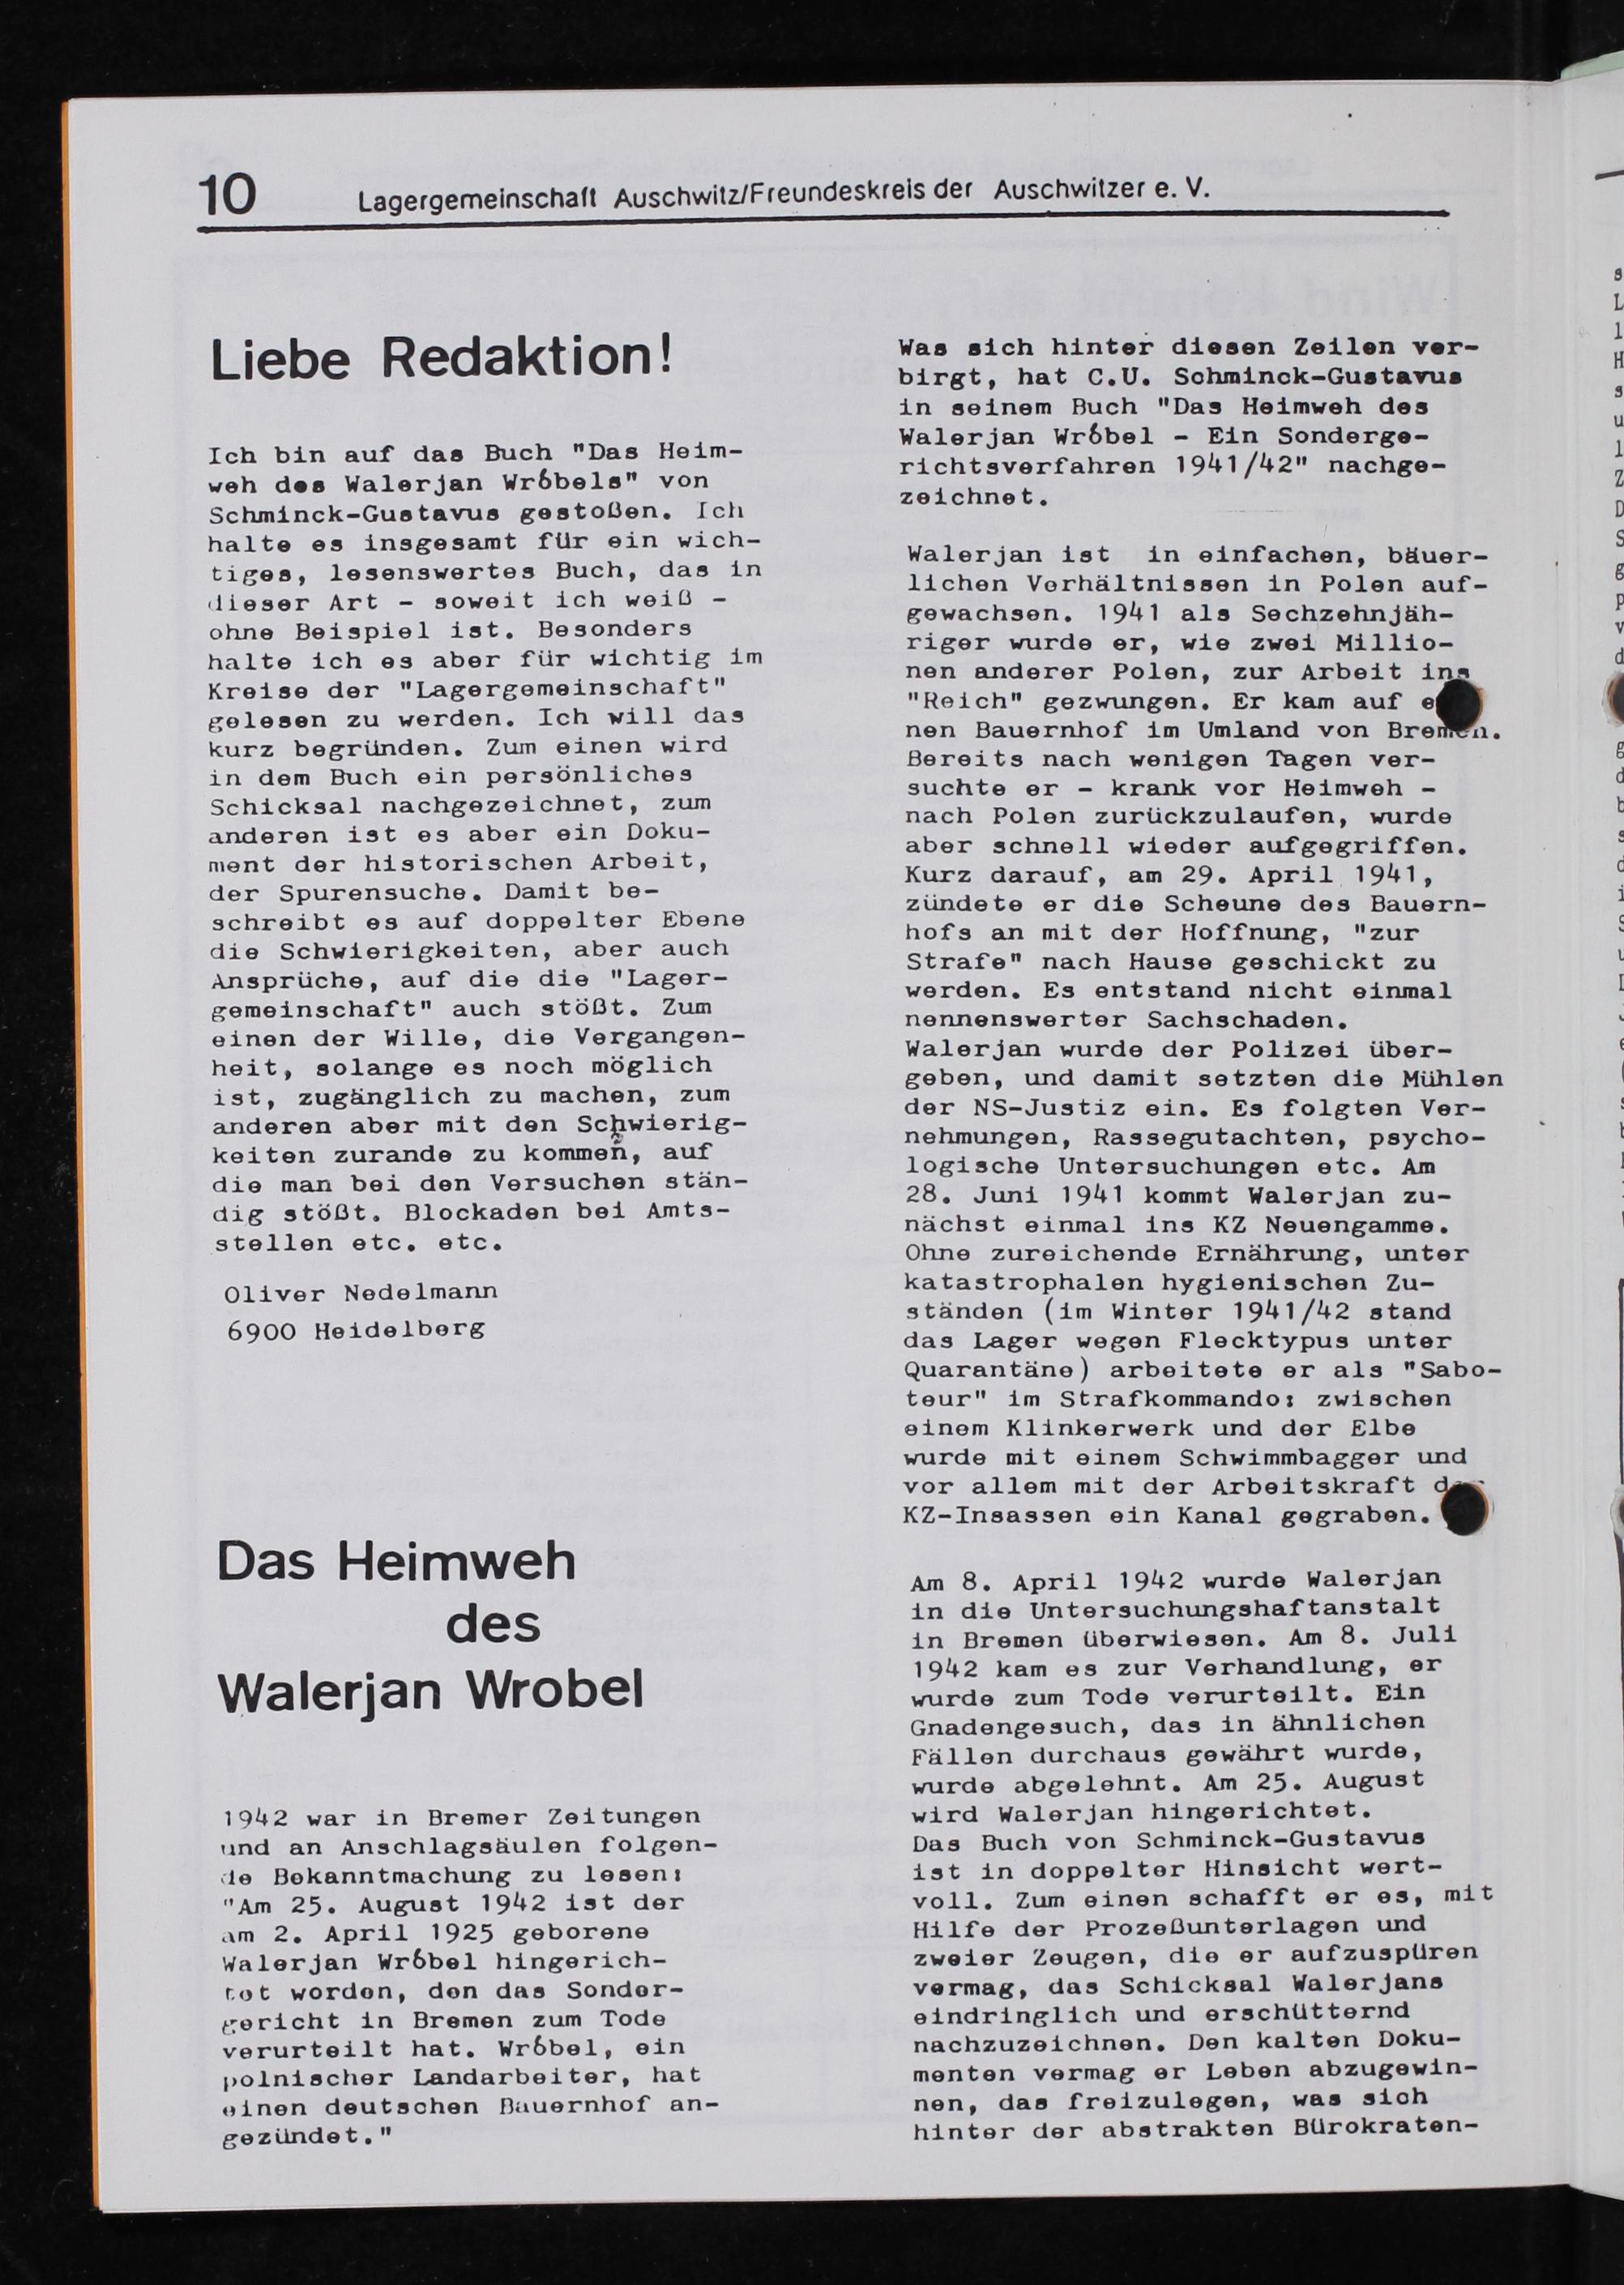 10 Lagergemeinschaft Auschwitz/Freundeskreis der Auschwitzer e. V.
Liebe Redaktion!
Ich bin auf das Buch "Das Heim-
weh des Walerjan Wróbels" von
Schminck-Gustavus gestoßen. Ich
halte es insgesamt für ein wich-
tiges, lesenswertes Buch, das in
dieser Art - soweit ich weiß -
ohne Beispiel ist. Besonders
halte ich es aber für wichtig im
Kreise der "Lagergemeinschaft"
gelesen zu werden. Ich will das
kurz begründen. Zum einen wird
in dem Buch ein persönliches
Schicksal nachgezeichnet, zum
anderen ist es aber ein Doku-
ment der historischen Arbeit,
der Spurensuche. Damit be-
schreibt es auf doppelter Ebene
die Schwierigkeiten, aber auch
Ansprüche, auf die die "Lager-
gemeinschaft" auch stößt. Zum
einen der Wille, die Vergangen-
heit, solange es noch möglich
ist, zugänglich zu machen, zum
anderen aber mit den Schwierig-
keiten zurande zu kommen, auf
die man bei den Versuchen stän-
dig stößt. Blockaden bei Amts-
stellen etc. etc.
Oliver Nedelmann
6900 Heidelberg
Das Heimweh
des
Walerjan Wrobel
1942 war in Bremer Zeitungen
und an Anschlagsäulen folgen-
de Bekanntmachung zu lesen:
"Am 25. August 1942 ist der
am 2. April 1925 geborene
Walerjan Wróbel hingerich-
tet worden, den das Sonder-
gericht in Bremen zum Tode
verurteilt hat. Wróbel, ein
polnischer Landarbeiter, hat
einen deutschen Bauernhof an-
gezündet."
Was sich hinter diesen Zeilen ver-
birgt, hat C.U. Schminck-Gustavus
in seinem Buch "Das Heimweh des
Walerjan Wróbel - Ein Sonderge-
richtsverfahren 1941/42" nachge-
zeichnet.
Walerjan ist in einfachen, bäuer-
lichen Verhältnissen in Polen auf-
gewachsen. 1941 als Sechzehnjäh-
riger wurde er, wie zwei Millio-
nen anderer Polen, zur Arbeit ins
"Reich" gezwungen. Er kam auf e
nen Bauernhof im Umland von Bremen.
Bereits nach wenigen Tagen ver-
suchte er - krank vor Heimweh -
nach Polen zurückzulaufen, wurde
aber schnell wieder aufgegriffen.
Kurz darauf, am 29. April 1941,
zündete er die Scheune des Bauern-
hofs an mit der Hoffnung, "zur
Strafe" nach Hause geschickt zu
werden. Es entstand nicht einmal
nennenswerter Sachschaden.
Walerjan wurde der Polizei über-
geben, und damit setzten die Mühlen
der NS-Justiz ein. Es folgten Ver-
nehmungen, Rassegutachten, psycho-
logische Untersuchungen etc. Am
28. Juni 1941 kommt Walerjan zu-
nächst einmal ins KZ Neuengamme.
Ohne zureichende Ernährung, unter
katastrophalen hygienischen Zu-
ständen (im Winter 1941/42 stand
das Lager wegen Flecktypus unter
Quarantäne) arbeitete er als "Sabo-
teur" im Strafkommando: zwischen
einem Klinkerwerk und der Elbe
wurde mit einem Schwimmbagger und
vor allem mit der Arbeitskraft der
KZ-Insassen ein Kanal gegraben.
Am 8. April 1942 wurde Walerjan
in die Untersuchungshaftanstalt
in Bremen überwiesen. Am 8. Juli
1942 kam es zur Verhandlung, er
wurde zum Tode verurteilt. Ein
Gnadengesuch, das in ähnlichen
Fällen durchaus gewährt wurde,
wurde abgelehnt. Am 25. August
wird Walerjan hingerichtet.
Das Buch von Schminck-Gustavus
ist in doppelter Hinsicht wert-
voll. Zum einen schafft er es, mit
Hilfe der Prozeßunterlagen und
zweier Zeugen, die er aufzuspüren
vermag, das Schicksal Walerjans
eindringlich und erschütternd
nachzuzeichnen. Den kalten Doku-
menten vermag er Leben abzugewin-
nen, das freizulegen, was sich
hinter der abstrakten Bürokraten-